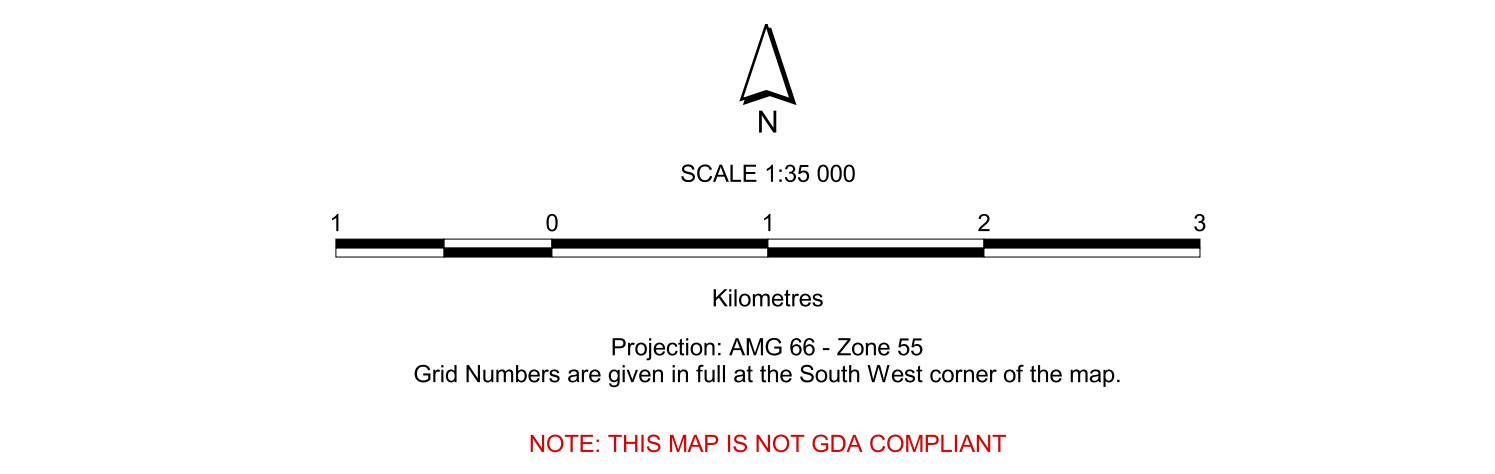 N
SCALE 1:35 000
1 0 1 2 3
Kilometres
Projection: AMG 66 - Zone 55
Grid Numbers are given in full at the South West corner of the map.
NOTE: THIS MAP IS NOT GDA COMPLIANT